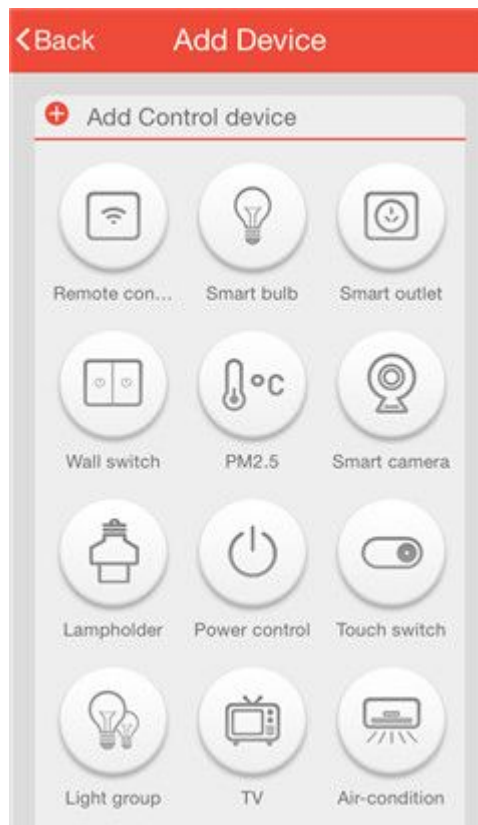 Back Add Device
Add Control device
Remote con... Smart bulb Smart outlet
°C
Wall switch PM2.5 Smart camera
Lampholder Power control Touch switch
Light group TV Air-condition